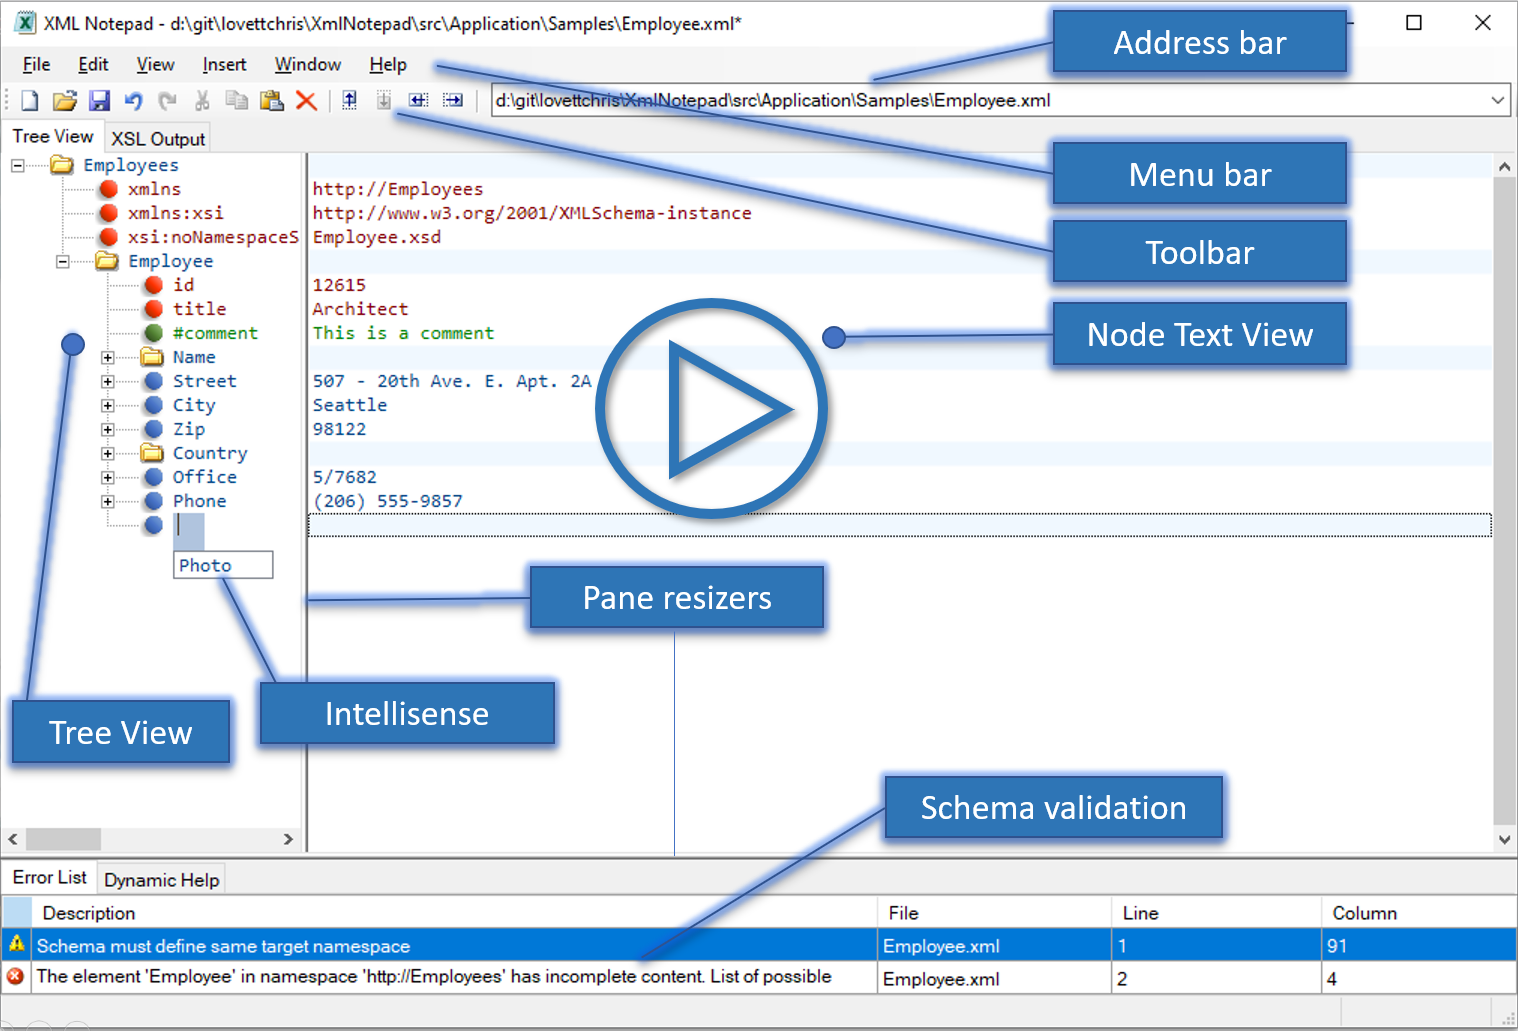 XML Notepad - d:\git\lovettchris\XmlNotepad\src\Application\Samples\Employee.xml*
Address bar
File Edit View Insert Window Help
d:\git\lovettchris\XmlNotepad\src\Application\Samples\Employee.xml
Tree View XSL Output
Employees
Menu bar
xmlns http://Employees
xmlns:xsi http://www.w3.org/2001/XMLSchema-instance
xsi:noNamespaceS Employee.xsd
Toolbar
Employee
id 12615
title Architect
#comment This is a comment
Node Text View
Name
Street 507 - 20th Ave. E. Apt. 2A
City Seattle
Zip 98122
Country
Office 5/7682
Phone (206) 555-9857
Photo
Pane resizers
Intellisense
Tree View
Schema validation
Error List Dynamic Help
Description File Line Column
Schema must define same target namespace Employee.xml 1 91
The element 'Employee' in namespace 'http://Employees' has incomplete content. List of possible Employee.xml 2 4